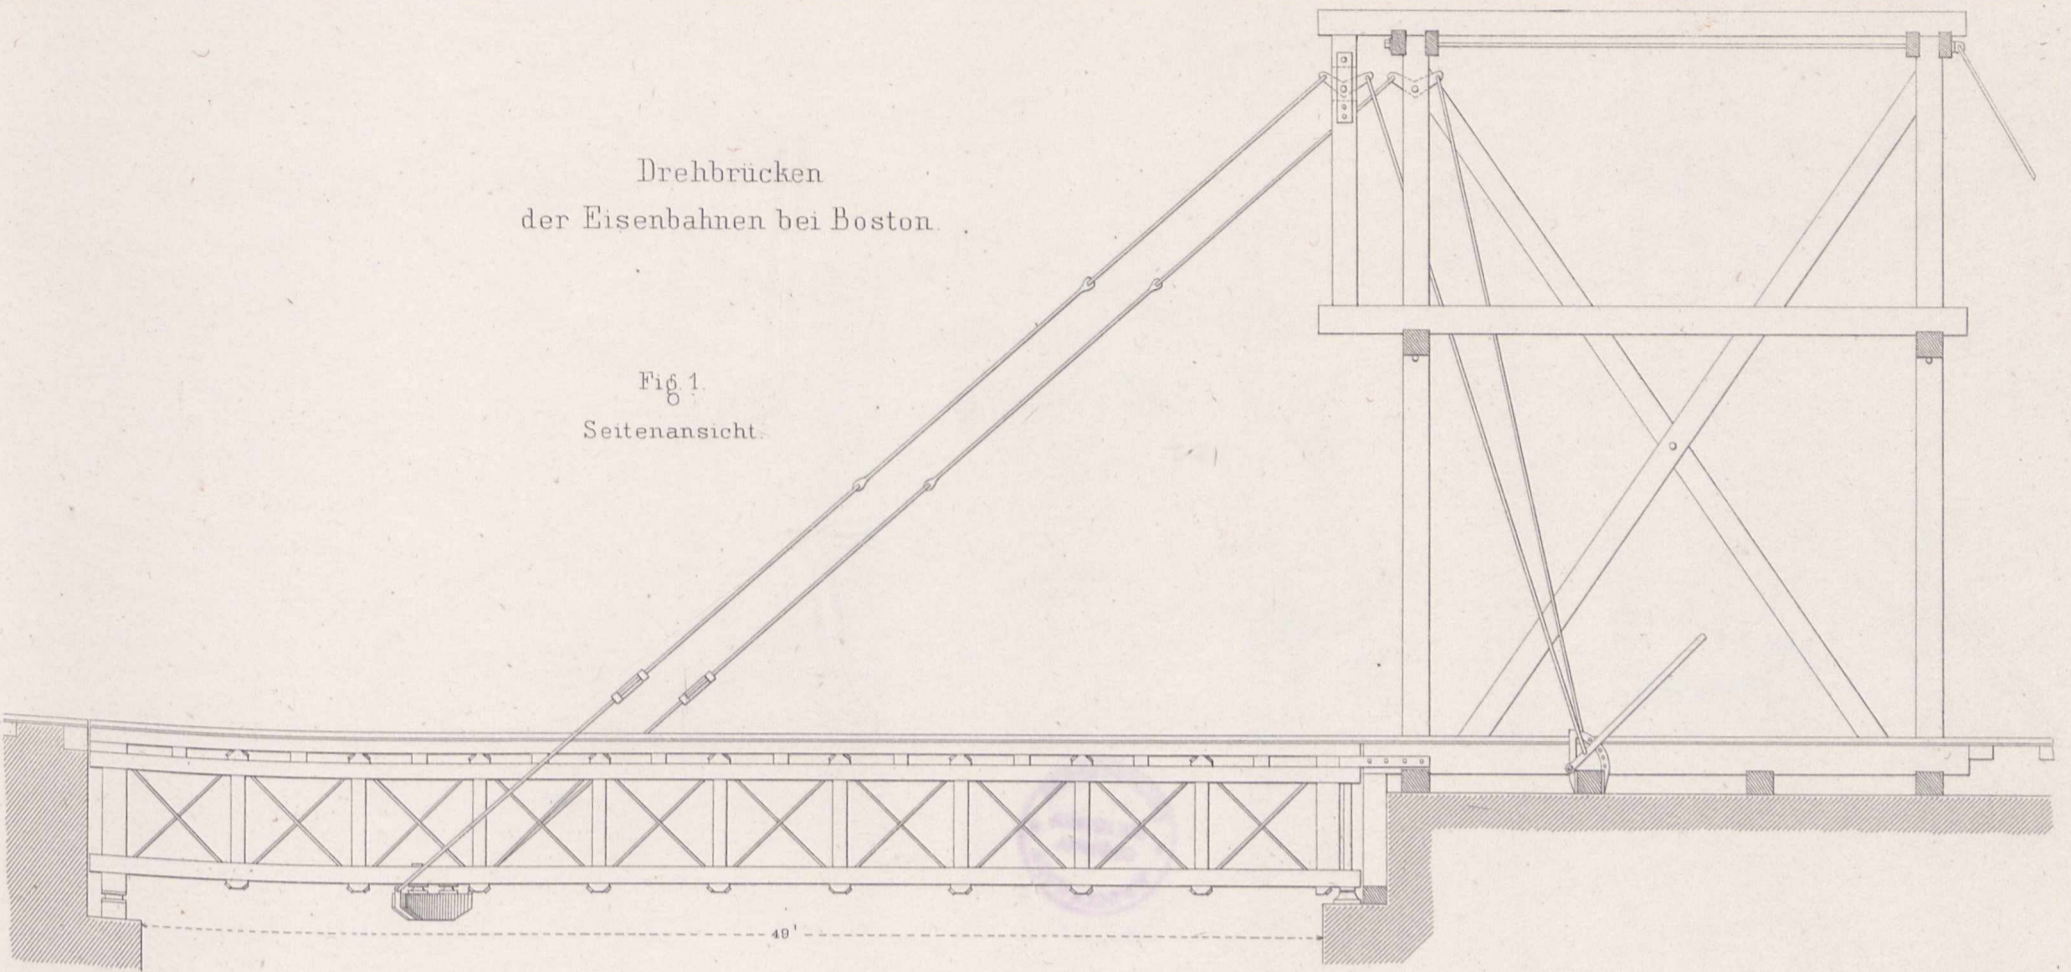 Drehbrücken
der Eisenbahnen bei Boston.
Fig. 1.
Seitenansicht.
49'